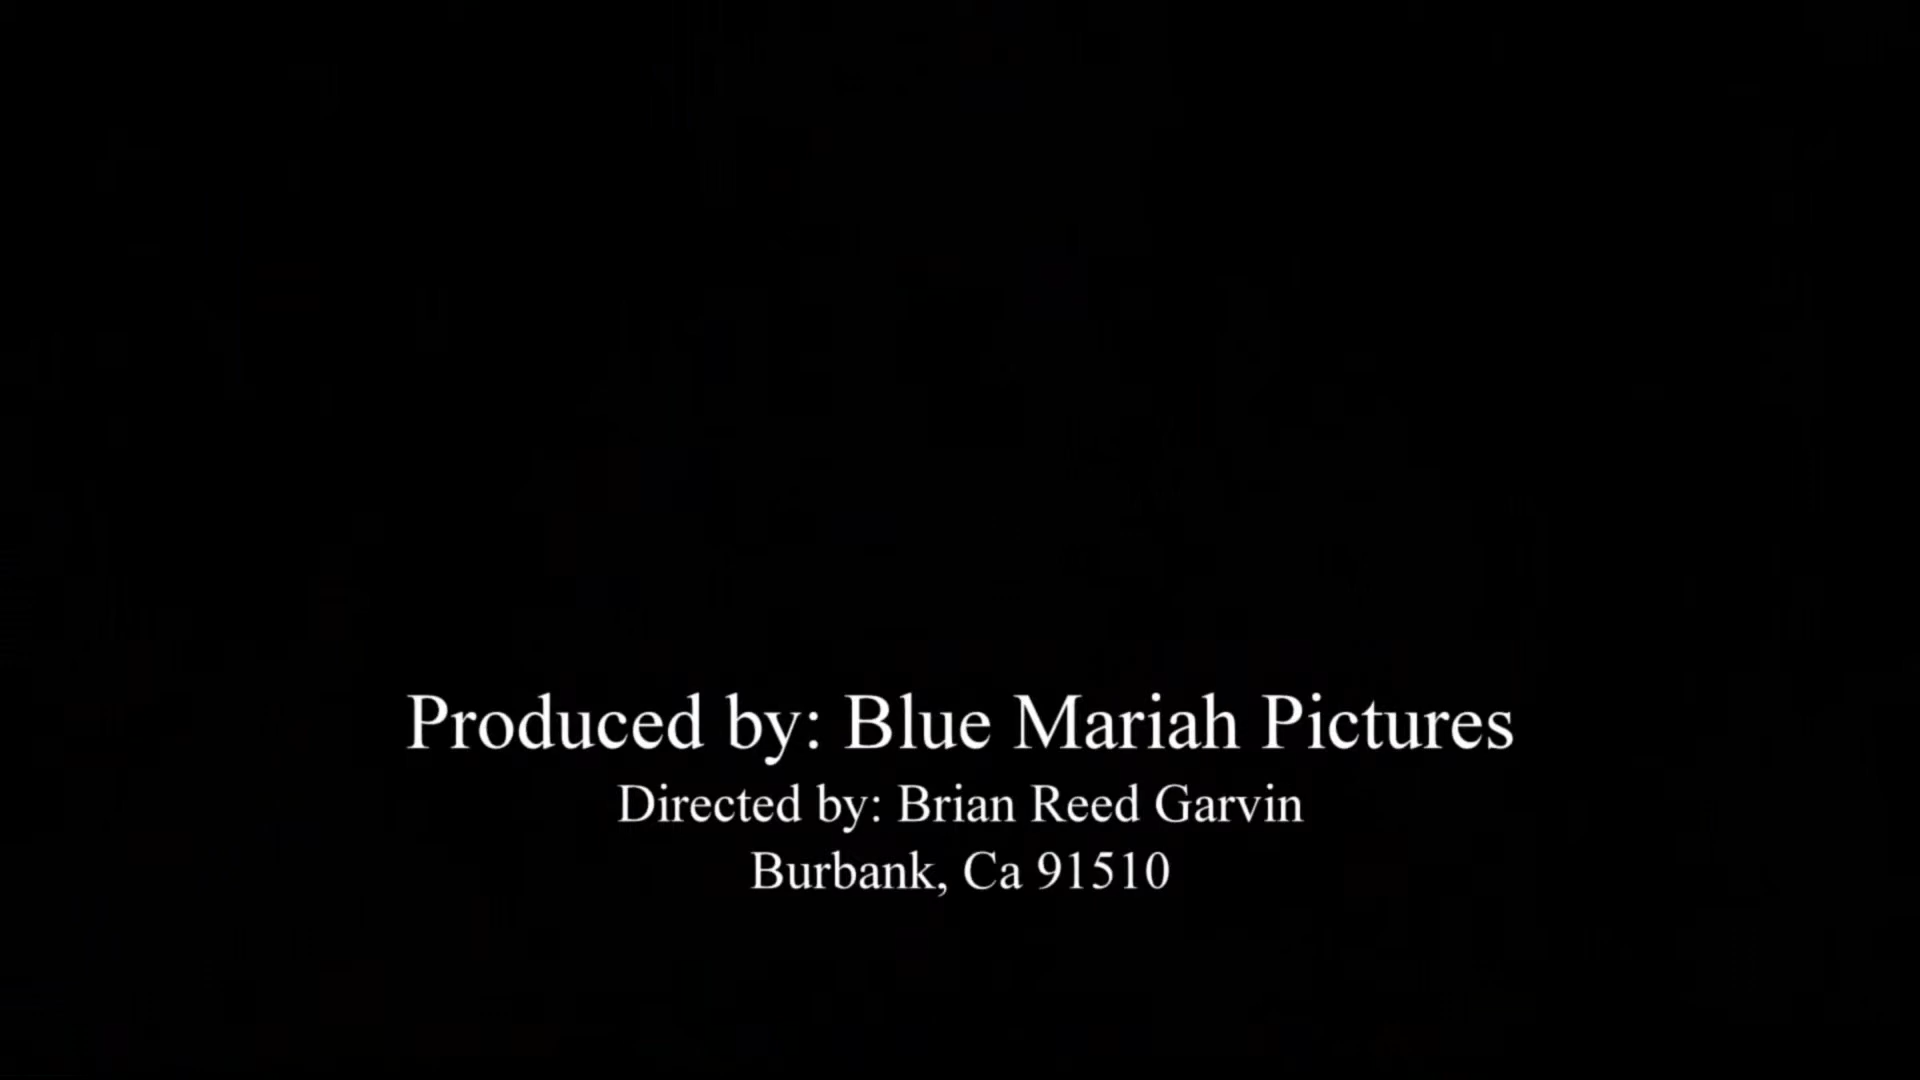 Produced by: Blue Mariah Pictures
Directed by: Brian Reed Garvin
Burbank, Ca 91510